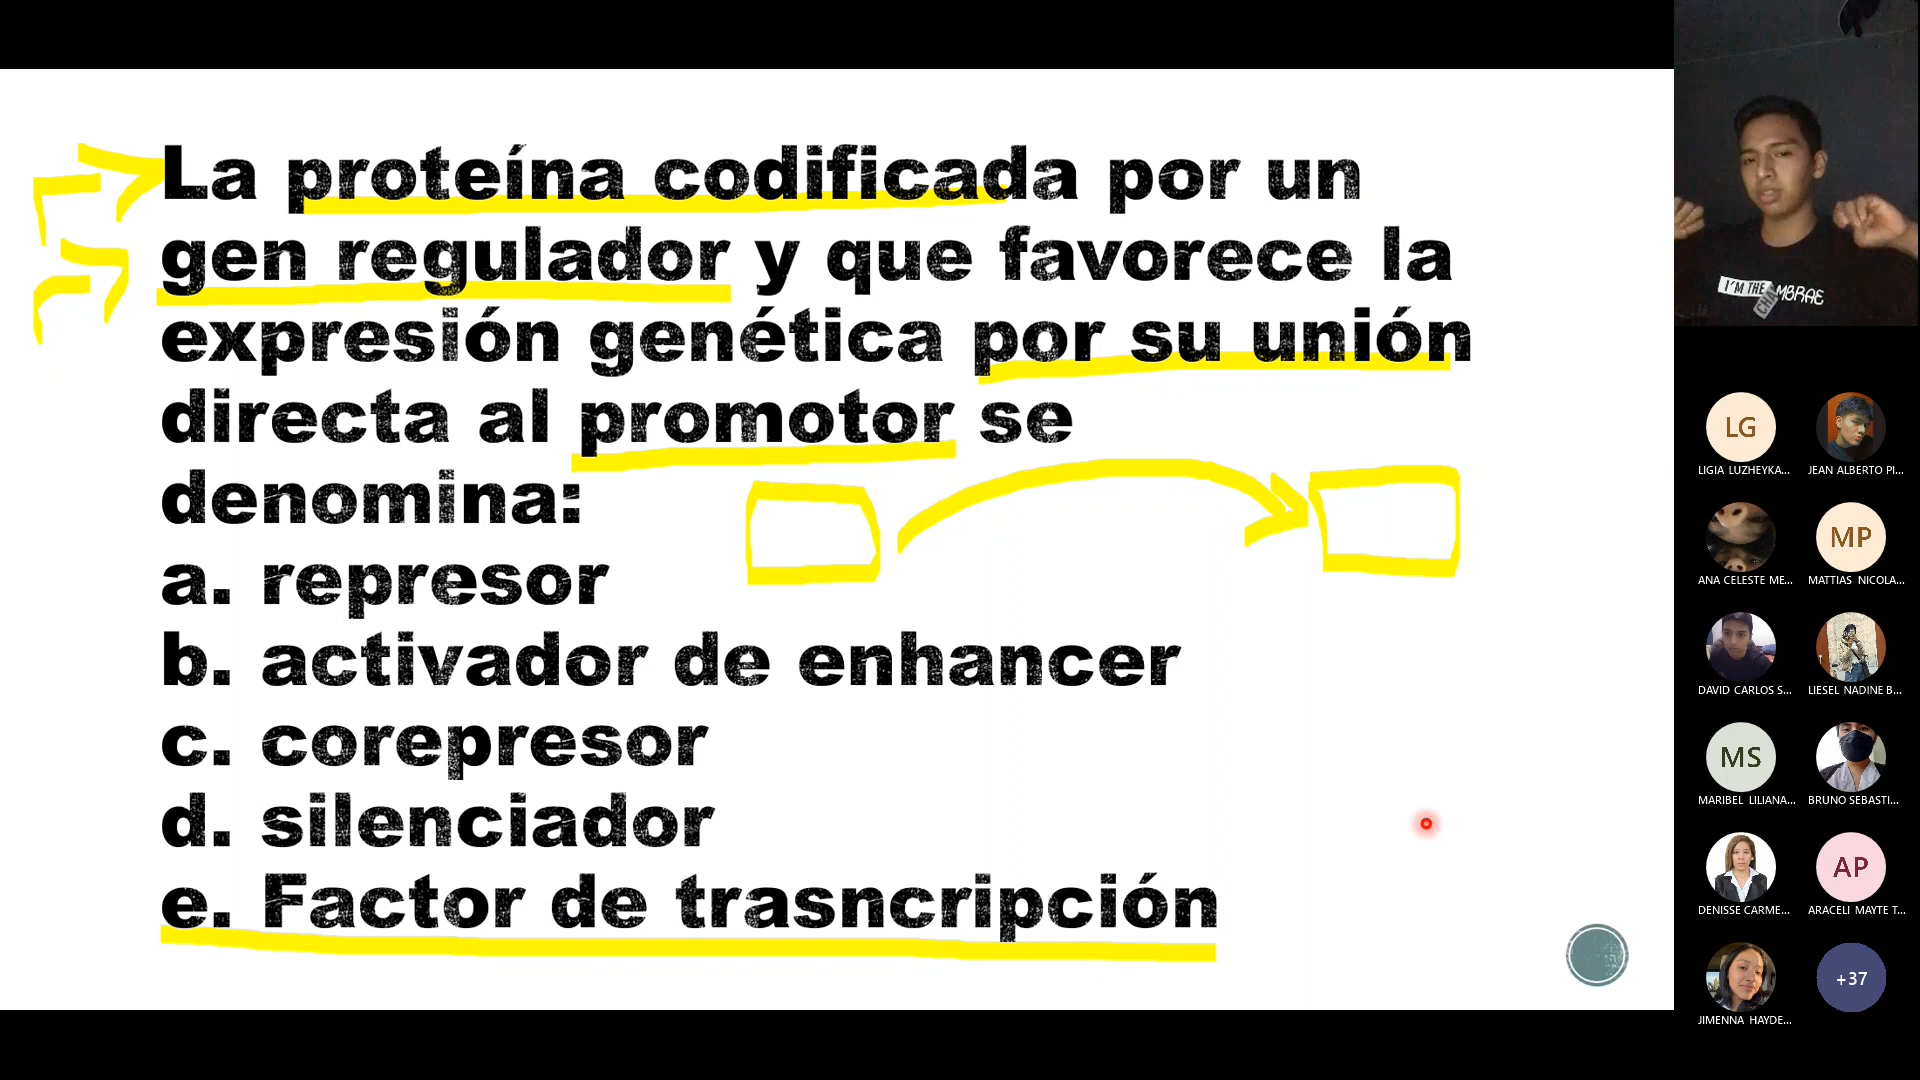 La proteína codificada por un
gen regulador y que favorece la
expresión genética por su unión
directa al promotor se
denomina:
a. represor
b. activador de enhancer
c. corepresor
d. silenciador
e. Factor de trasncripción
I'M THE CHAMBRAE
LG
LIGIA LUZHEYKA...
JEAN ALBERTO PI...
ANA CELESTE ME...
MP
MATTIAS NICOLA...
DAVID CARLOS S...
LIESEL NADINE B...
MS
MARIBEL LILIANA...
BRUNO SEBASTI...
DENISSE CARME...
AP
ARACELI MAYTE T...
JIMENNA HAYDE...
+37